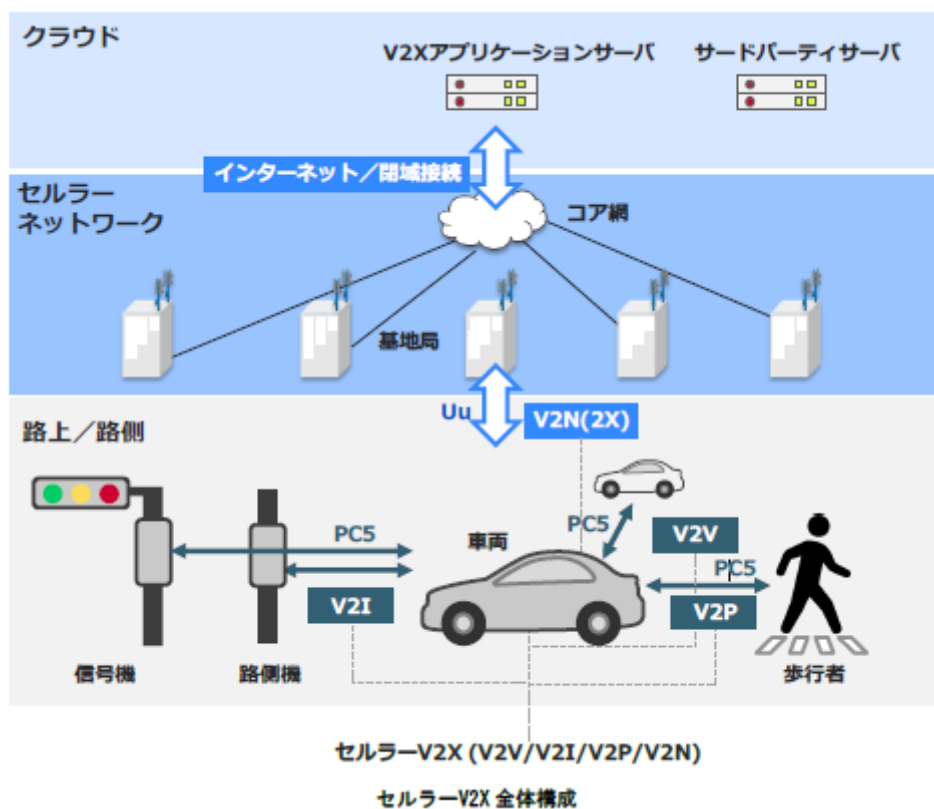 クラウド
V2Xアプリケーションサーバ
サードパーティサーバ
インターネット／閉域接続
セルラー
ネットワーク
コア網
基地局
Uu
V2N(2X)
路上／路側
PC5
車両
PC5
V2V
PC5
V2I
V2P
信号機
路側機
歩行者
セルラーV2X (V2V/V2I/V2P/V2N)
セルラーV2X 全体構成